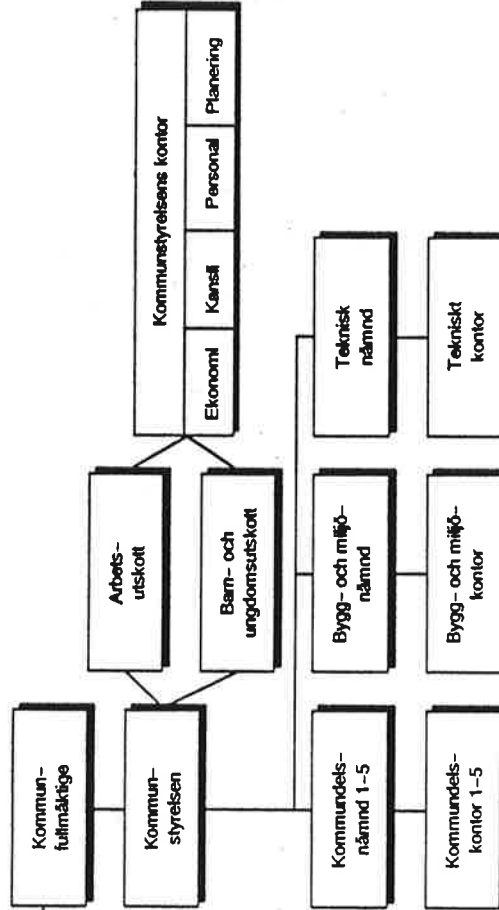 Kommun-
fullmäktige
Kommun-
styrelsen
Arbets-
utskott
Barn- och
ungdomsutskott
Kommunstyrelsens kontor
Ekonomi
Kansli
Personal
Planering
Kommundels-
nämnd 1-5
Bygg- och miljö-
nämnd
Teknisk
nämnd
Kommundels-
kontor 1-5
Bygg- och miljö-
kontor
Tekniskt
kontor